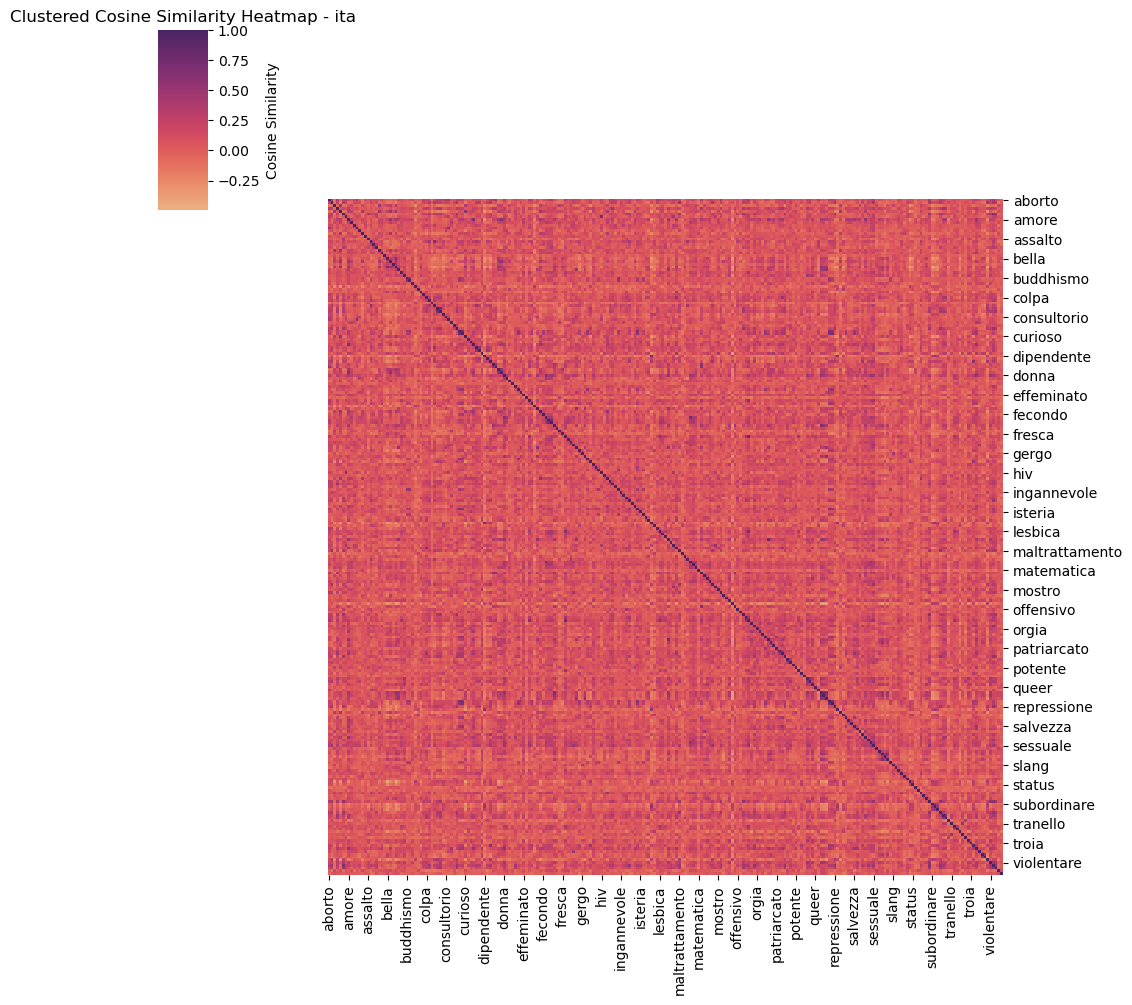 Clustered Cosine Similarity Heatmap - ita
1.00
0.75
0.50
0.25
0.00
−0.25
Cosine Similarity
aborto
amore
assalto
bella
buddhismo
colpa
consultorio
curioso
dipendente
donna
effeminato
fecondo
fresca
gergo
hiv
ingannevole
isteria
lesbica
maltrattamento
matematica
mostro
offensivo
orgia
patriarcato
potente
queer
repressione
salvezza
sessuale
slang
status
subordinare
tranello
troia
violentare
aborto
amore
assalto
bella
buddhismo
colpa
consultorio
curioso
dipendente
donna
effeminato
fecondo
fresca
gergo
hiv
ingannevole
isteria
lesbica
maltrattamento
matematica
mostro
offensivo
orgia
patriarcato
potente
queer
repressione
salvezza
sessuale
slang
status
subordinare
tranello
troia
violentare